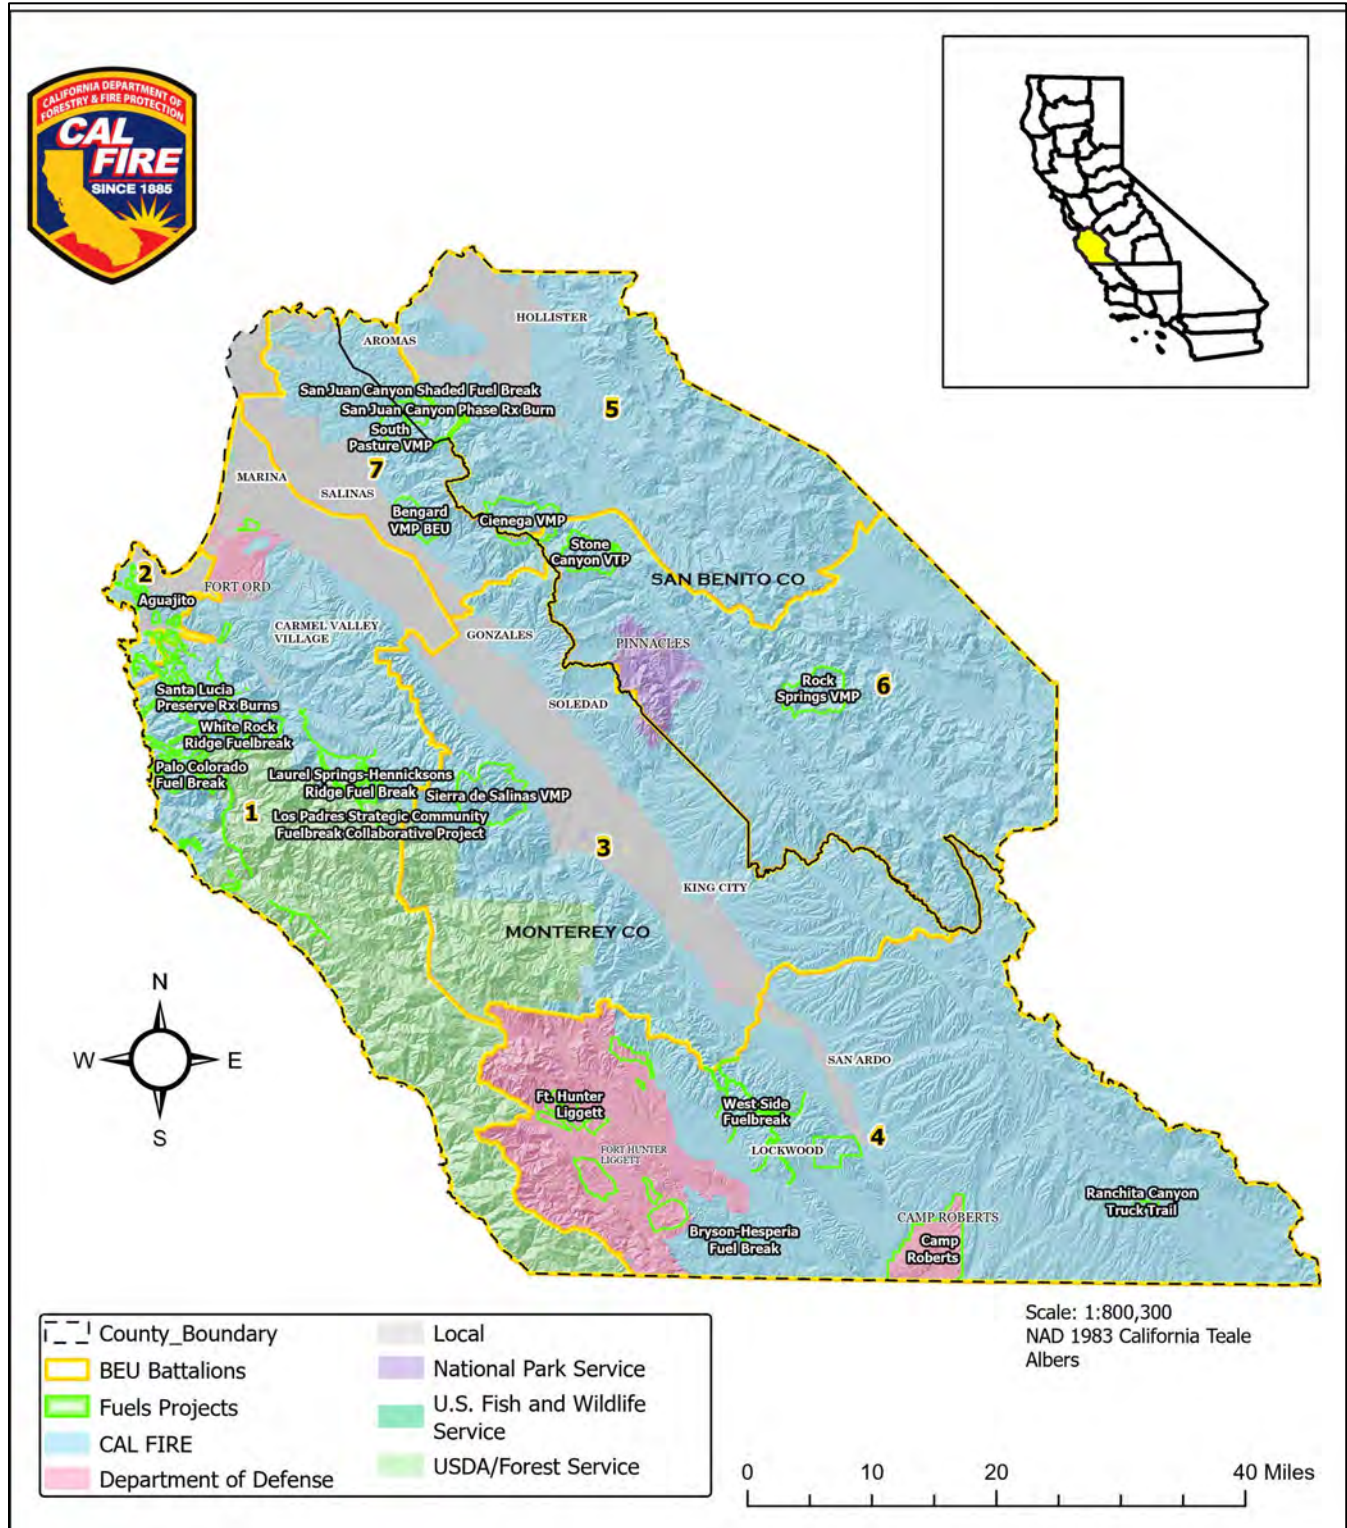 CALIFORNIA DEPARTMENT OF
FORESTRY & FIRE PROTECTION
CAL
FIRE
SINCE 1885
HOLLISTER
AROMAS
San Juan Canyon Shaded Fuel Break
San Juan Canyon Phase Rx Burn
5
South
Pasture VMP
7
MARINA
SALINAS
Bengard
VMP BEU
Cienega VMP
Stone
Canyon VTP
SAN BENITO CO
2
FORT ORD
Aguajito
CARMEL VALLEY
VILLAGE
GONZALES
PINNACLES
Rock
Springs VMP
6
Santa Lucia
Preserve Rx Burns
SOLEDAD
White Rock
Ridge Fuelbreak
Palo Colorado
Fuel Break
Laurel Springs-Hennicksons
Ridge Fuel Break
Sierra de Salinas VMP
1
Los Padres Strategic Community
Fuelbreak Collaborative Project
3
KING CITY
MONTEREY CO
N
W
E
S
SAN ARDO
Ft. Hunter
Liggett
West Side
Fuelbreak
4
FORT HUNTER
LIGGETT
LOCKWOOD
Ranchita Canyon
Truck Trail
CAMP ROBERTS
Bryson-Hesperia
Fuel Break
Camp
Roberts
County_Boundary
BEU Battalions
Fuels Projects
CAL FIRE
Department of Defense
Local
National Park Service
U.S. Fish and Wildlife
Service
USDA/Forest Service
Scale: 1:800,300
NAD 1983 California Teale
Albers
0 10 20 40 Miles